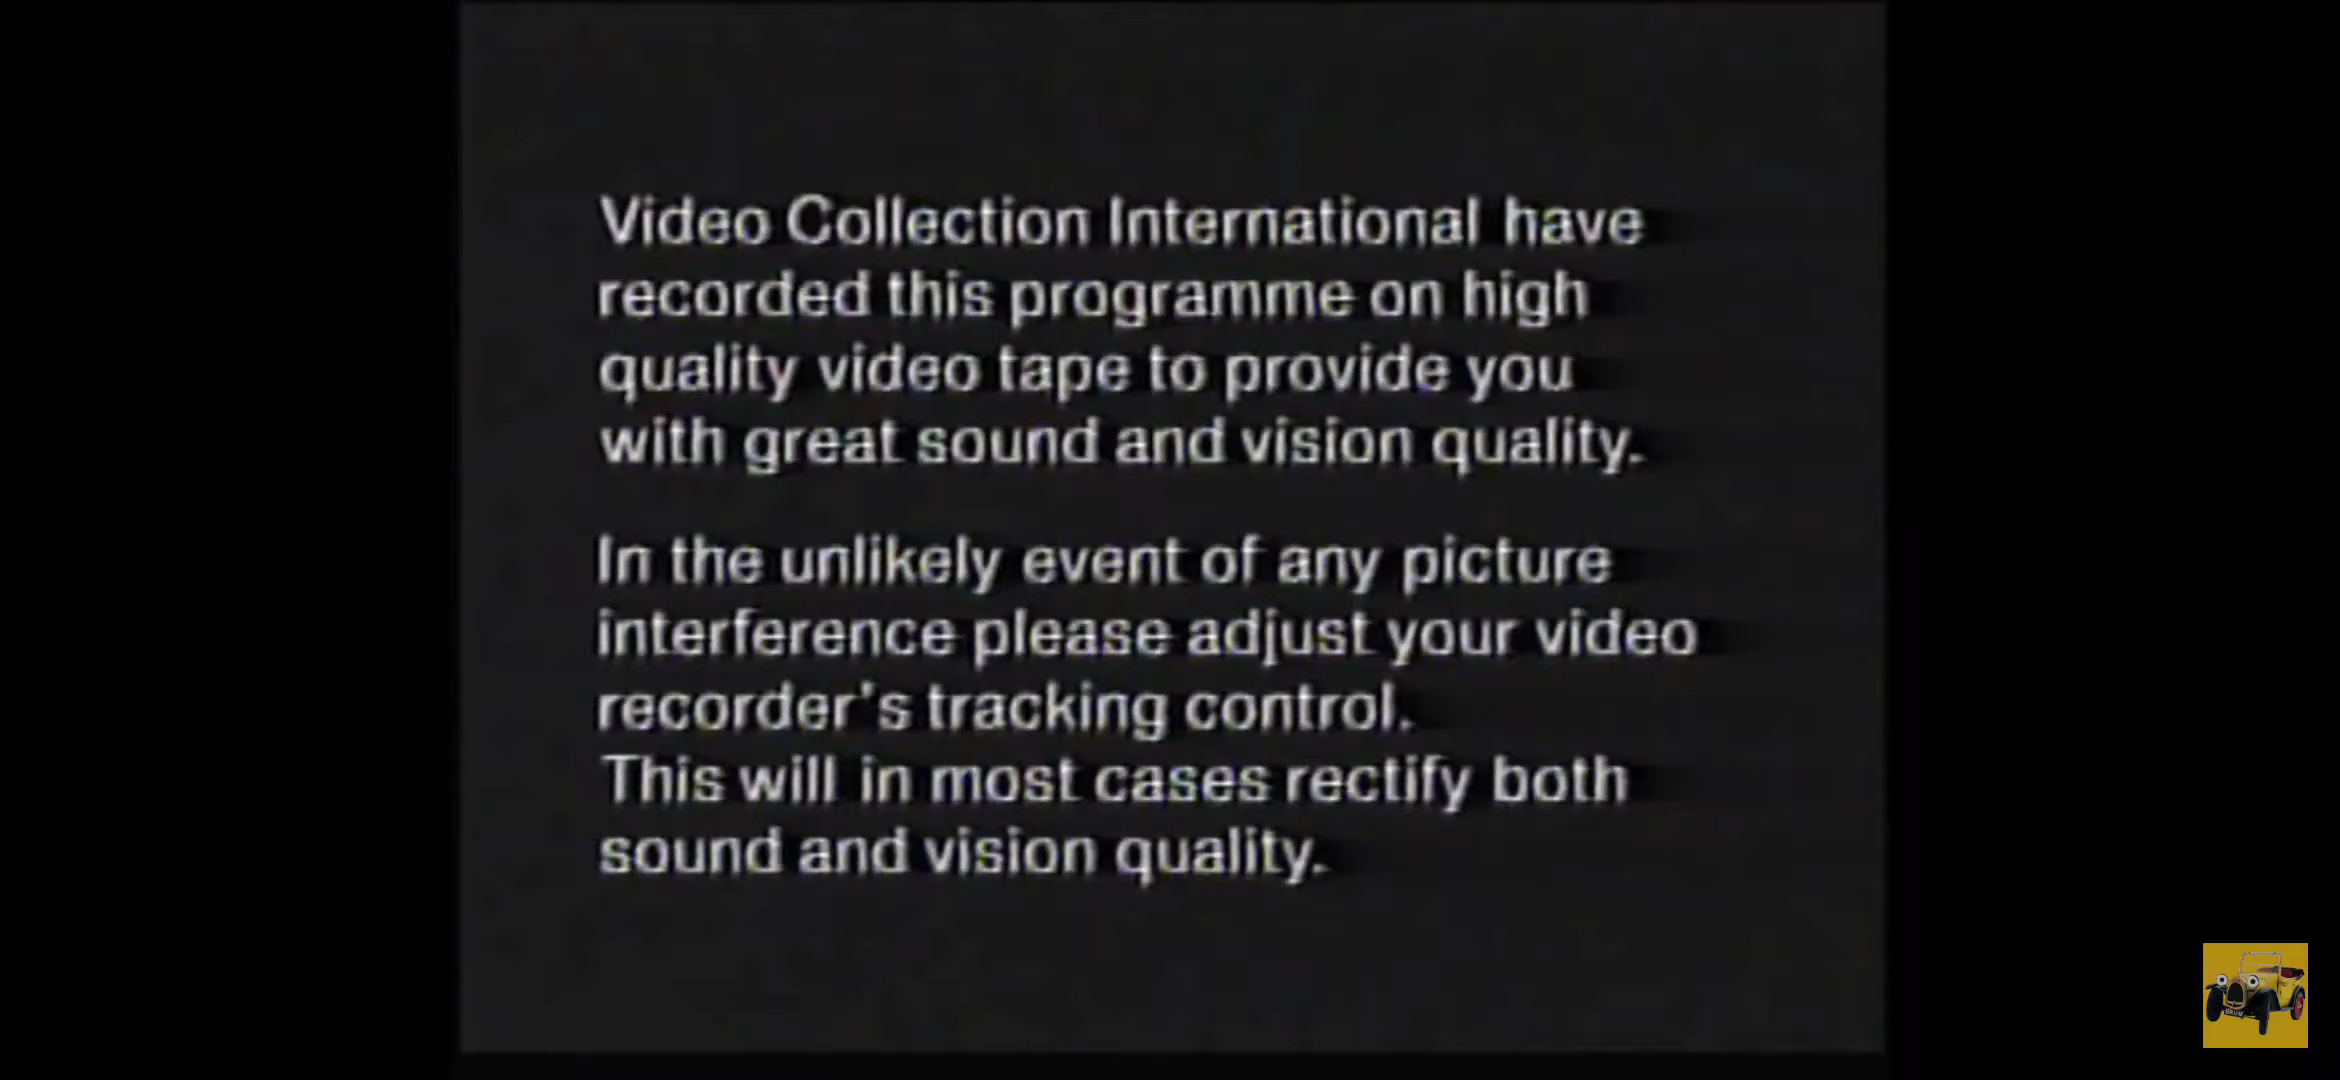 Video Collection International have
recorded this programme on high
quality video tape to provide you
with great sound and vision quality.
In the unlikely event of any picture
interference please adjust your video
recorder's tracking control.
This will in most cases rectify both
sound and vision quality.
BRUM